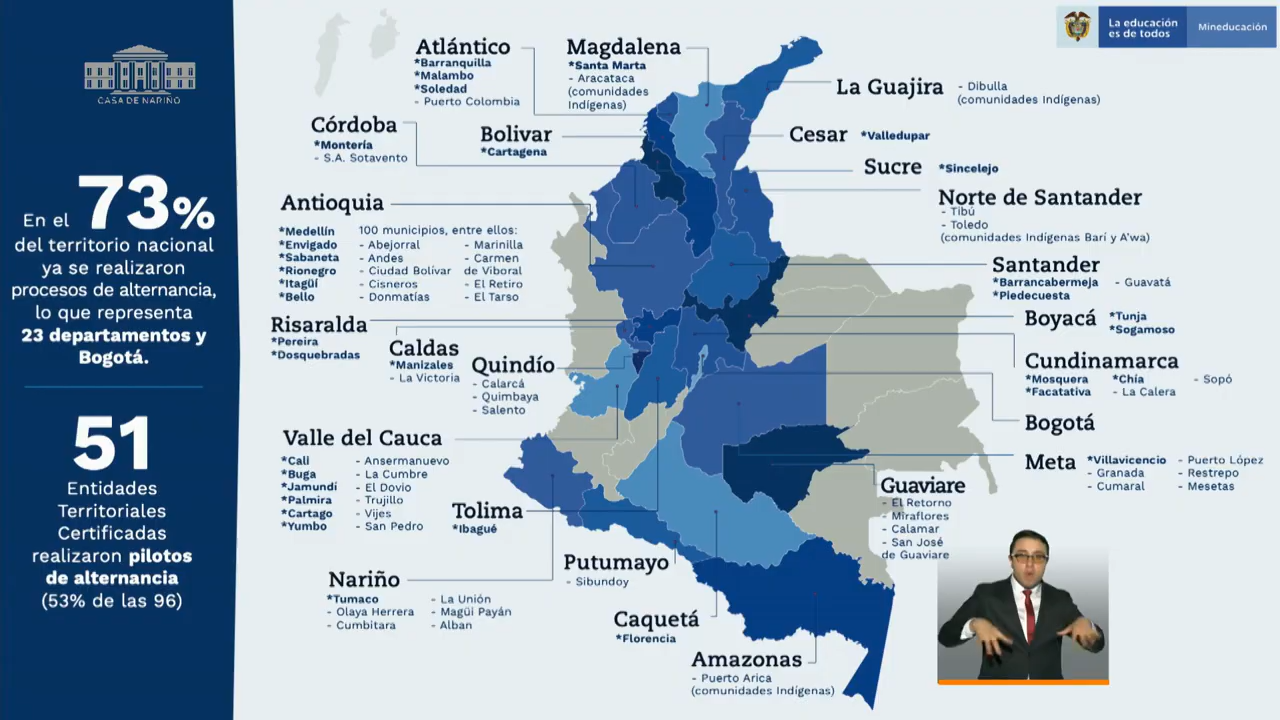 CASA DE NARIÑO
En el 73%
del territorio nacional
ya se realizaron
procesos de alternancia,
lo que representa
23 departamentos y
Bogotá.
51
Entidades
Territoriales
Certificadas
realizaron pilotos
de alternancia
(53% de las 96)
La educación
es de todos
Mineducación
Atlántico
*Barranquilla
*Malambo
*Soledad
- Puerto Colombia
Magdalena
*Santa Marta
- Aracataca
(comunidades
Indígenas)
La Guajira
- Dibulla
(comunidades Indígenas)
Córdoba
*Montería
- S.A. Sotavento
Bolivar
*Cartagena
Cesar *Valledupar
Sucre *Sincelejo
Norte de Santander
- Tibú
- Toledo
(comunidades Indígenas Barí y A'wa)
Antioquia
*Medellín
*Envigado
*Sabaneta
*Rionegro
*Itagüí
*Bello
100 municipios, entre ellos:
- Abejorral
- Andes
- Ciudad Bolívar
- Cisneros
- Donmatías
- Marinilla
- Carmen
de Viboral
- El Retiro
- El Tarso
Santander
*Barrancabermeja - Guavatá
*Piedecuesta
Boyacá *Tunja
*Sogamoso
Risaralda
*Pereira
*Dosquebradas
Caldas
*Manizales
- La Victoria
Quindío
- Calarcá
- Quimbaya
- Salento
Cundinamarca
*Mosquera *Chía - Sopó
*Facatativa - La Calera
Bogotá
Valle del Cauca
*Cali
*Buga
*Jamundí
*Palmira
*Cartago
*Yumbo
- Ansermanuevo
- La Cumbre
- El Dovio
- Trujillo
- Vijes
- San Pedro
Meta *Villavicencio - Puerto López
- Granada - Restrepo
- Cumaral - Mesetas
Tolima
*Ibagué
Guaviare
- El Retorno
- Miraflores
- Calamar
- San José
de Guaviare
Putumayo
- Sibundoy
Nariño
*Tumaco - La Unión
- Olaya Herrera - Magüi Payán
- Cumbitara - Alban
Caquetá
*Florencia
Amazonas
- Puerto Arica
(comunidades Indígenas)